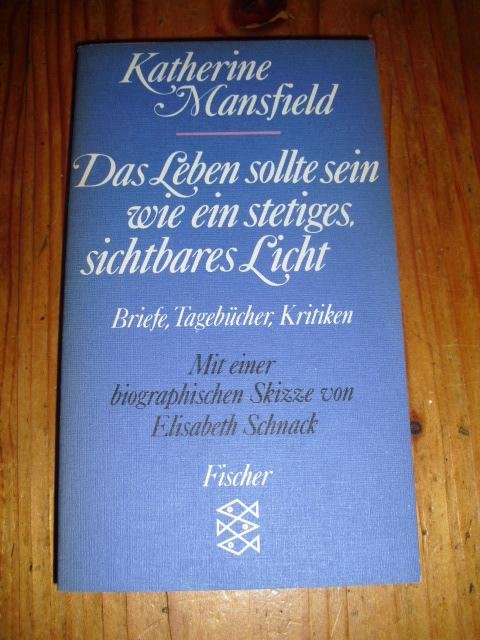 Katherine
Mansfield
Das Leben sollte sein
wie ein stetiges,
sichtbares Licht
Briefe, Tagebücher, Kritiken
Mit einer
biographischen Skizze von
Elisabeth Schnack
Fischer